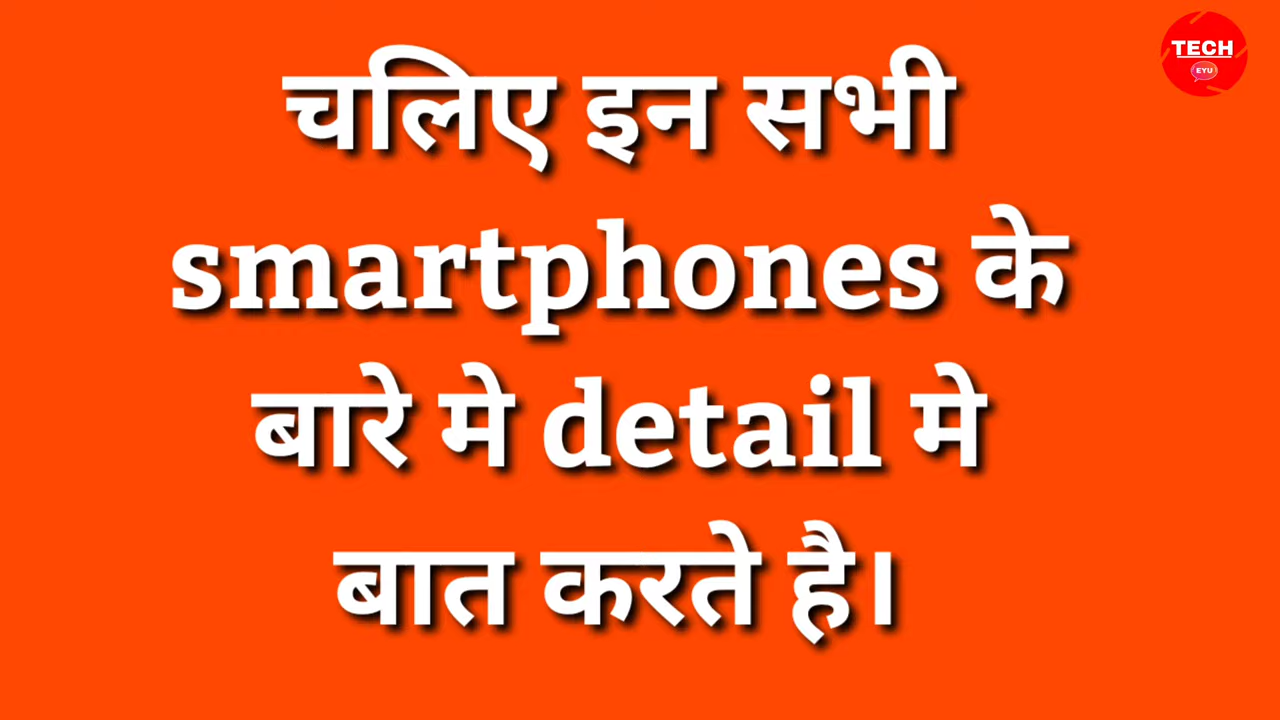 TECH
EYU
चलिए इन सभी
smartphones के
बारे मे detail मे
बात करते है।